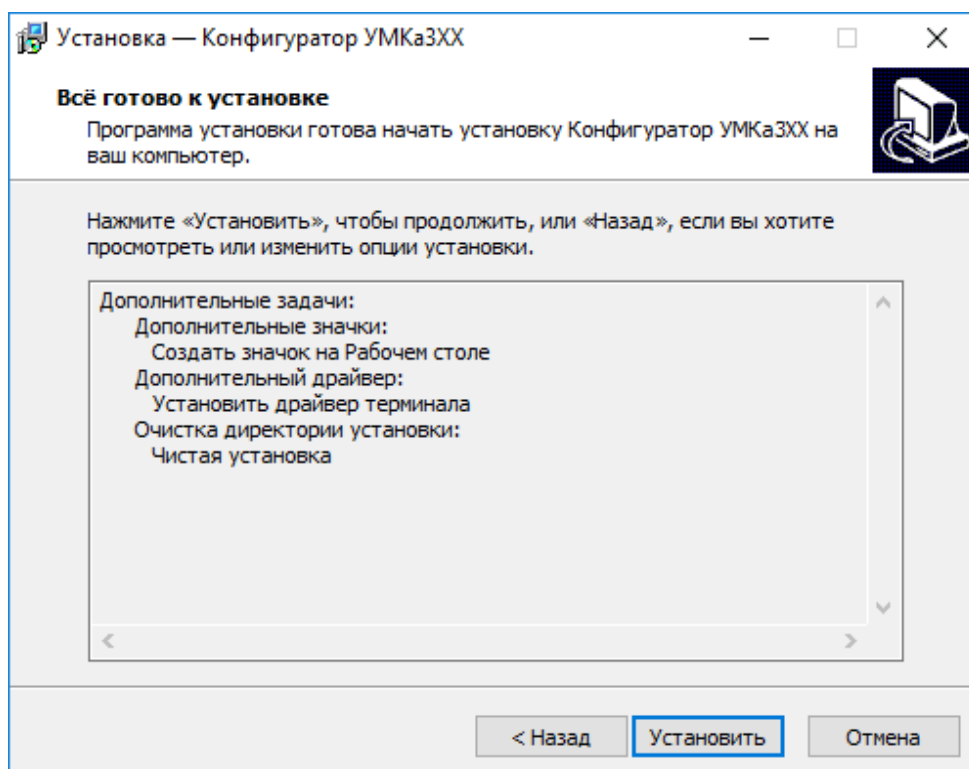 Установка — Конфигуратор УМКа3XX
Всё готово к установке
Программа установки готова начать установку Конфигуратор УМКа3XX на
ваш компьютер.
Нажмите «Установить», чтобы продолжить, или «Назад», если вы хотите
просмотреть или изменить опции установки.
Дополнительные задачи:
Дополнительные значки:
Создать значок на Рабочем столе
Дополнительный драйвер:
Установить драйвер терминала
Очистка директории установки:
Чистая установка
< Назад
Установить
Отмена